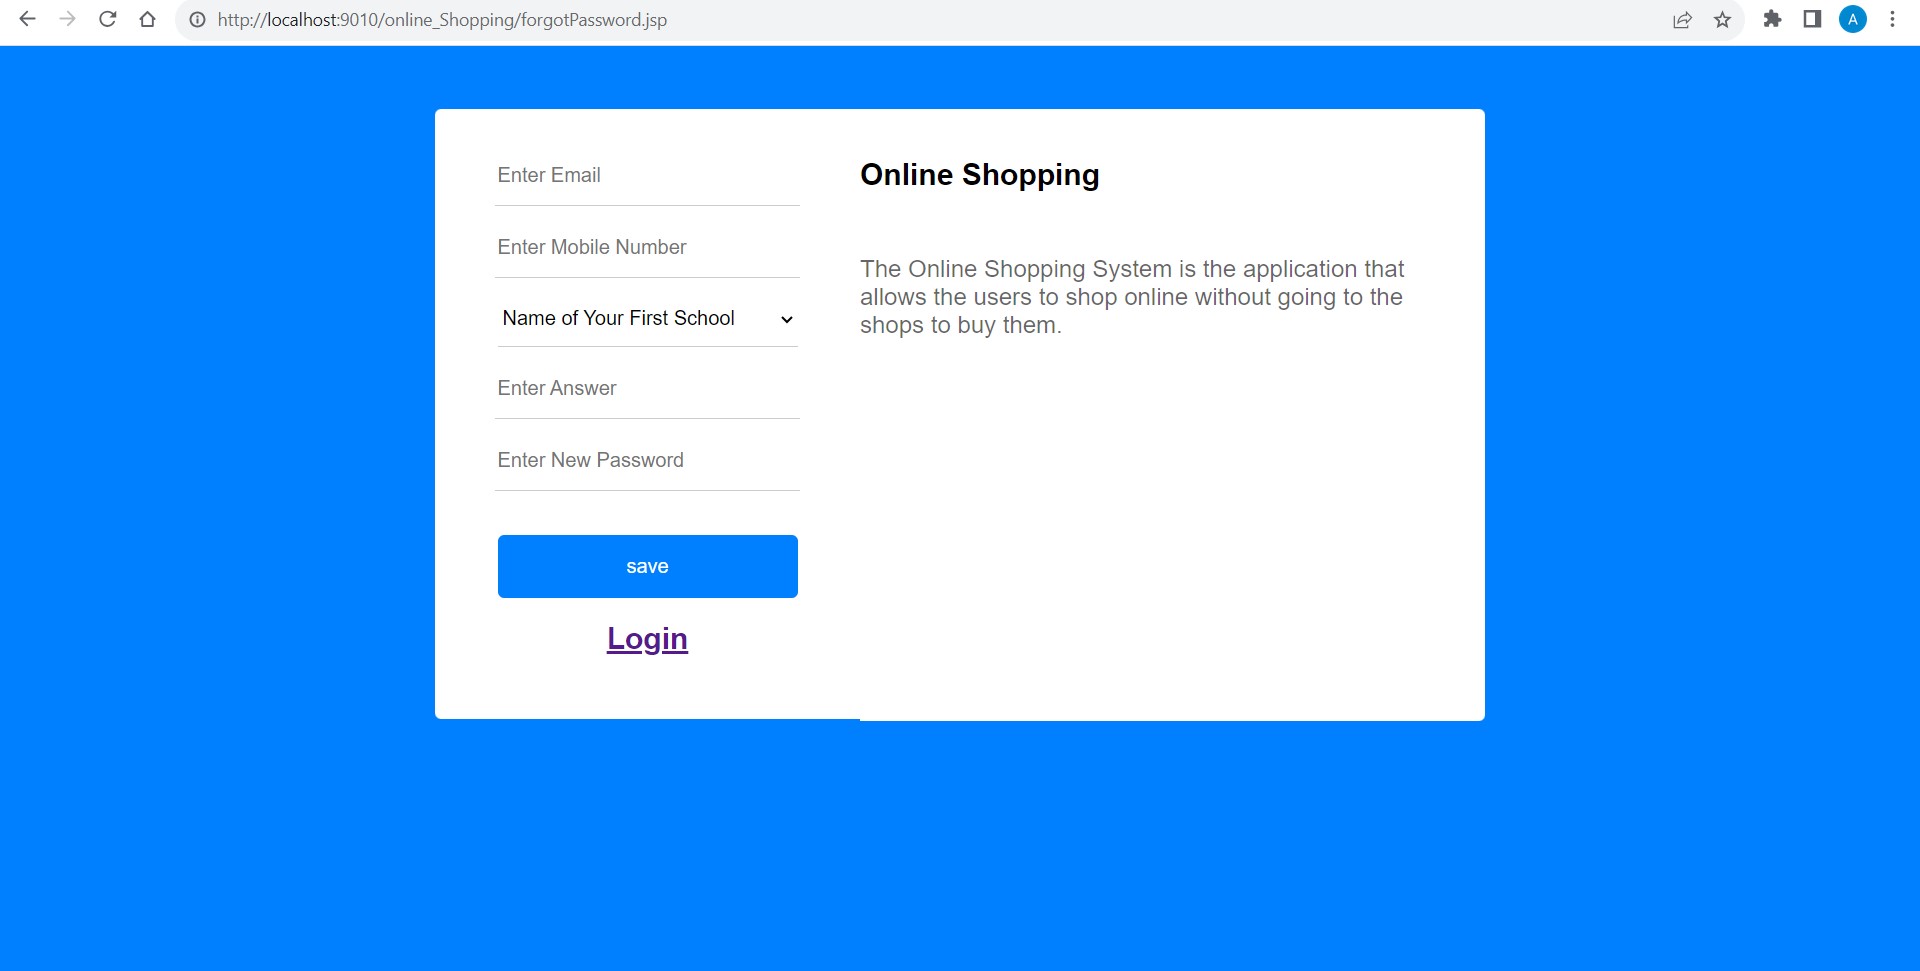 http://localhost:9010/online_Shopping/forgotPassword.jsp
A
Enter Email
Enter Mobile Number
Name of Your First School
Enter Answer
Enter New Password
save
Login
Online Shopping
The Online Shopping System is the application that
allows the users to shop online without going to the
shops to buy them.